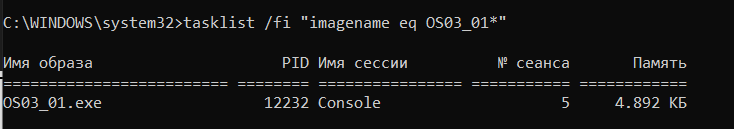 C:\WINDOWS\system32>tasklist /fi "imagename eq OS03_01*"
Имя образа                     PID Имя сессии          № сеанса       Память
========================= ======== ================ =========== ============
OS03_01.exe                  12232 Console                    5     4.892 КБ